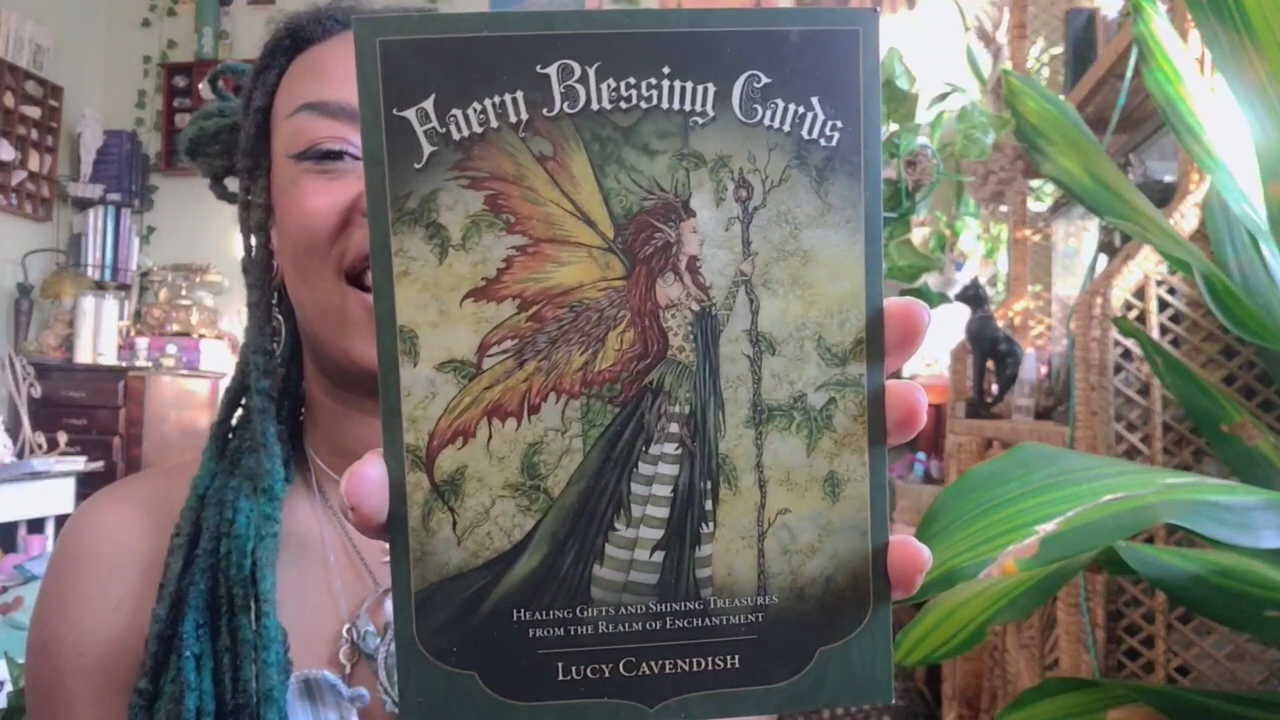 Faery Blessing Cards
Healing Gifts and Shining Treasures
from the Realm of Enchantment
Lucy Cavendish